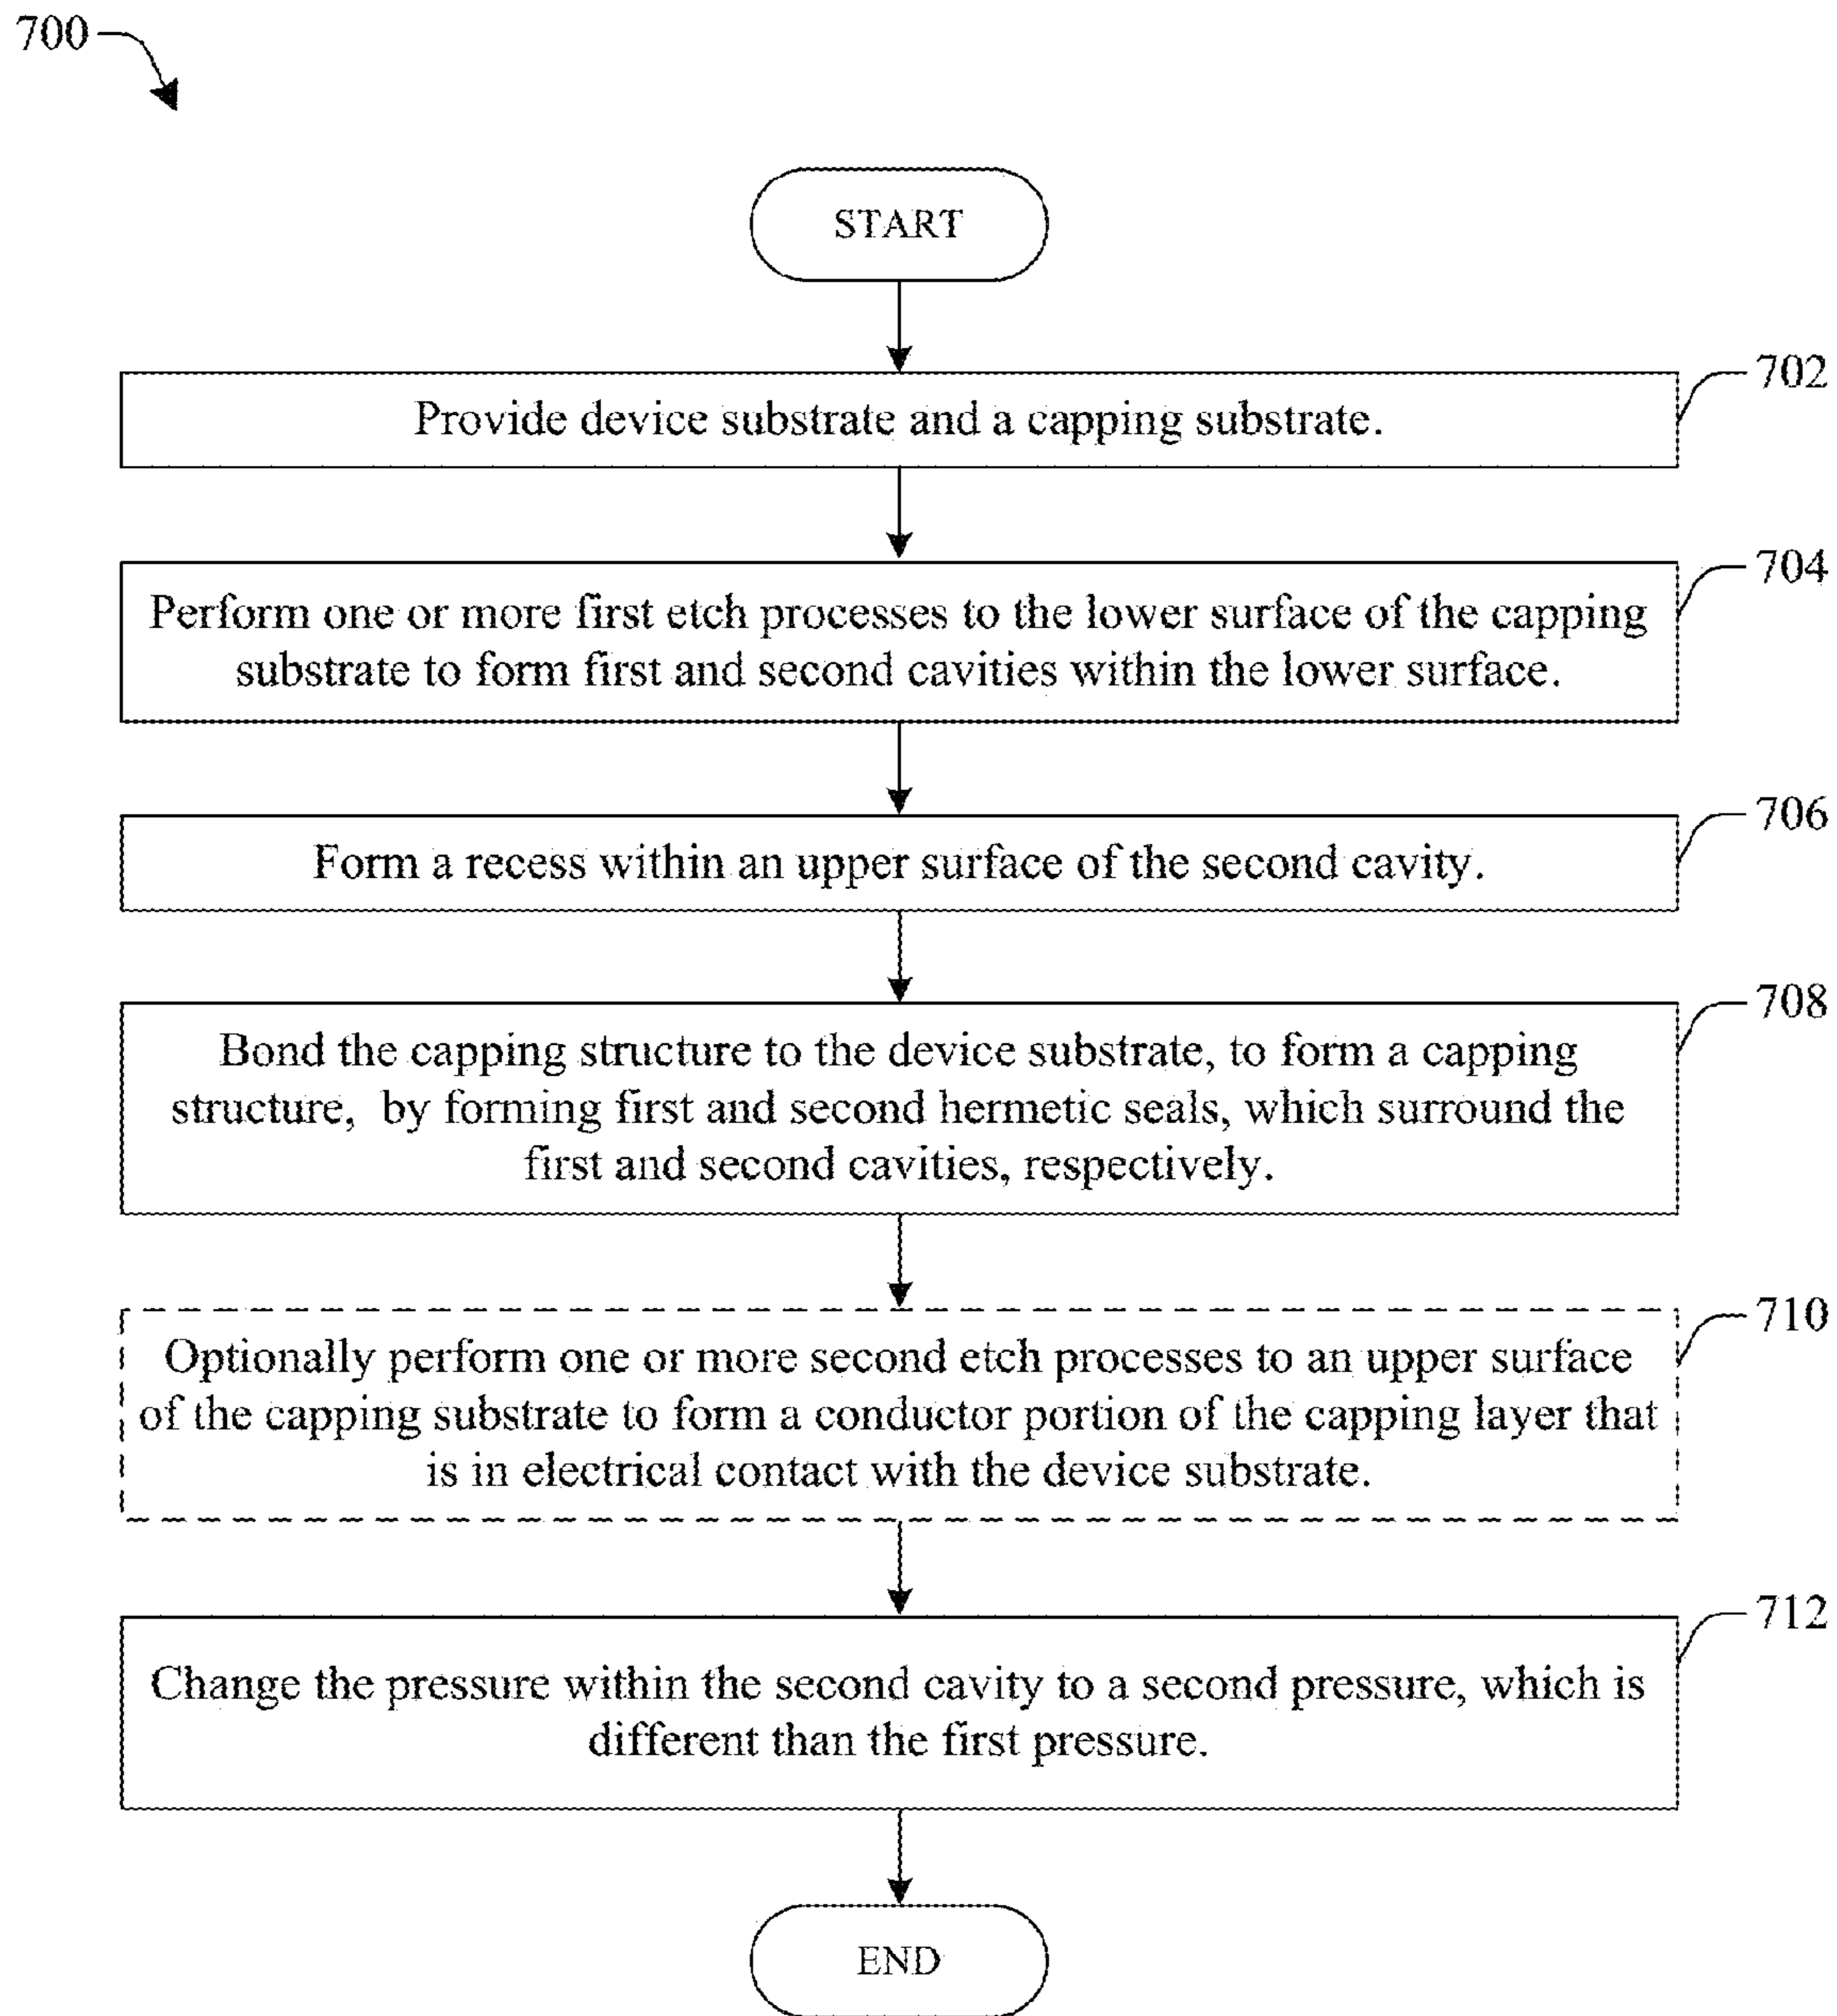 700
START
702
Provide device substrate and a capping substrate.
704
Perform one or more first etch processes to the lower surface of the capping
substrate to form first and second cavities within the lower surface.
706
Form a recess within an upper surface of the second cavity.
708
Bond the capping structure to the device substrate, to form a capping
structure, by forming first and second hermetic seals, which surround the
first and second cavities, respectively.
710
Optionally perform one or more second etch processes to an upper surface
of the capping substrate to form a conductor portion of the capping layer that
is in electrical contact with the device substrate.
712
Change the pressure within the second cavity to a second pressure, which is
different than the first pressure.
END